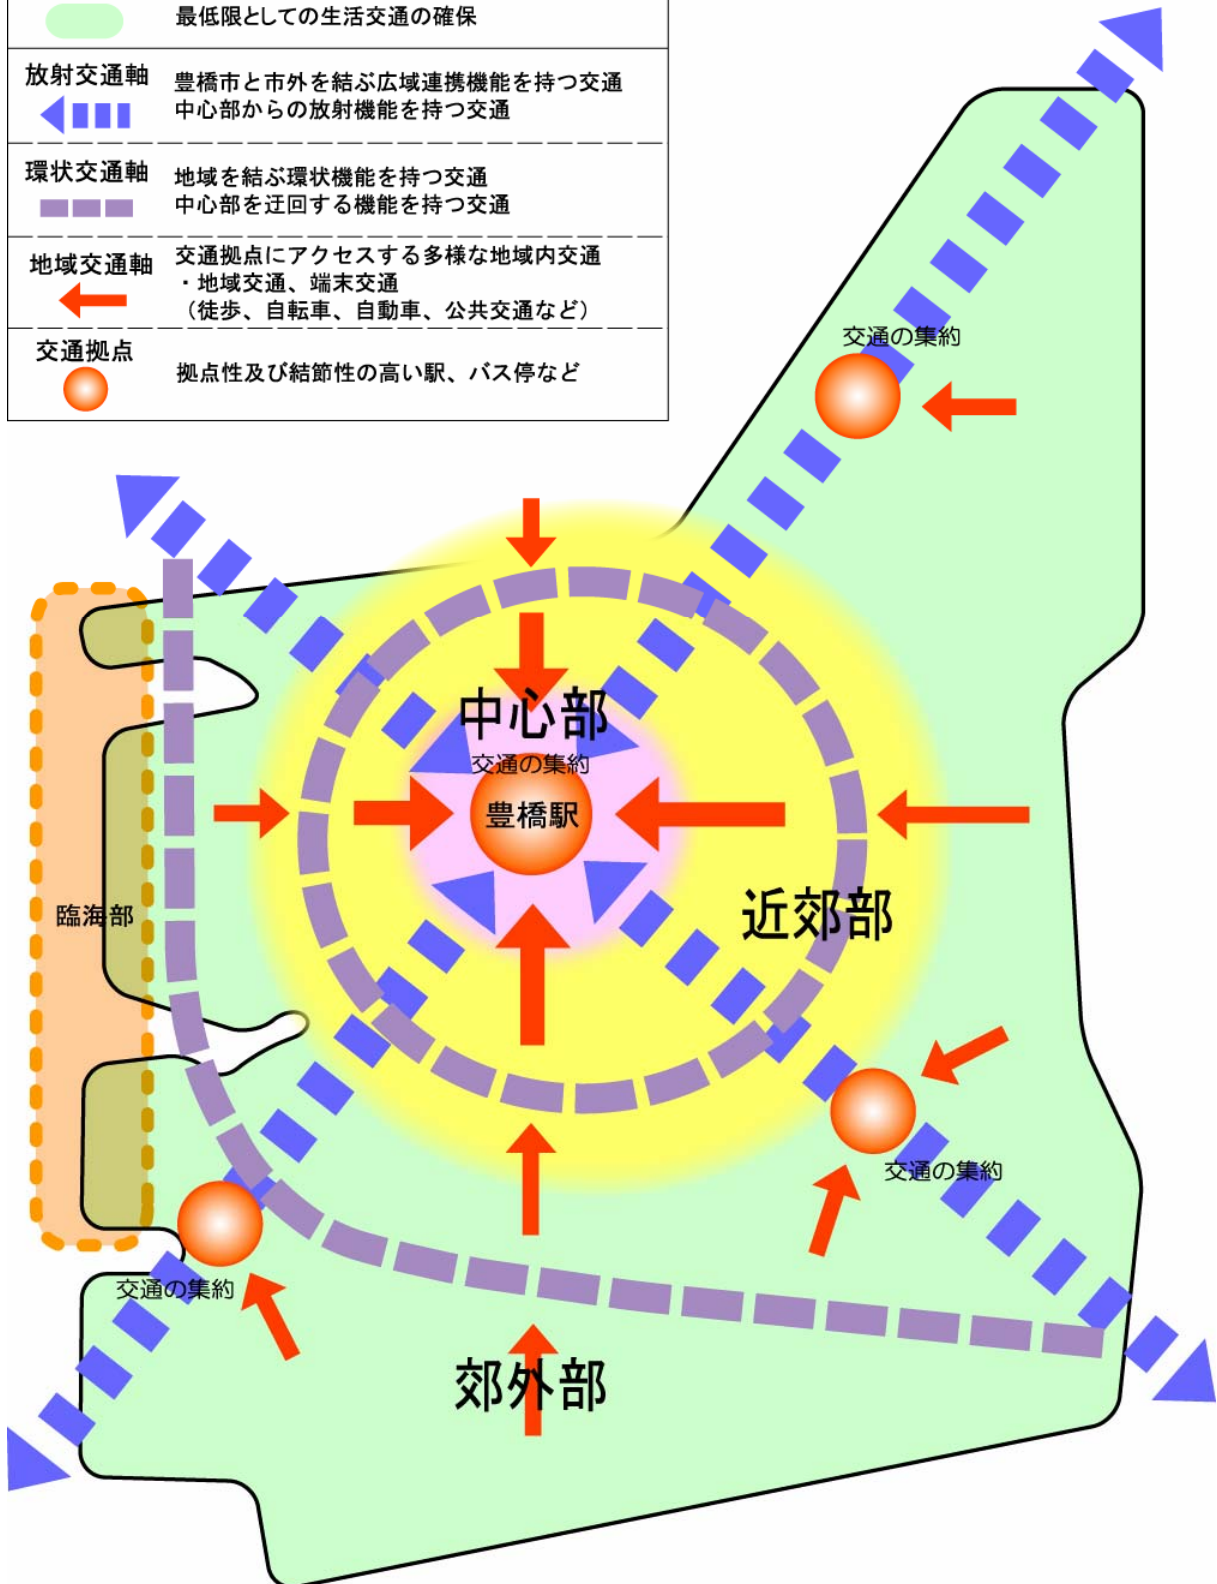 最低限としての生活交通の確保
放射交通軸
豊橋市と市外を結ぶ広域連携機能を持つ交通
中心部からの放射機能を持つ交通
環状交通軸
地域を結ぶ環状機能を持つ交通
中心部を迂回する機能を持つ交通
地域交通軸
交通拠点にアクセスする多様な地域内交通
・地域交通、端末交通
（徒歩、自転車、自動車、公共交通など）
交通拠点
拠点性及び結節性の高い駅、バス停など
交通の集約
中心部
交通の集約
豊橋駅
近郊部
臨海部
交通の集約
交通の集約
郊外部